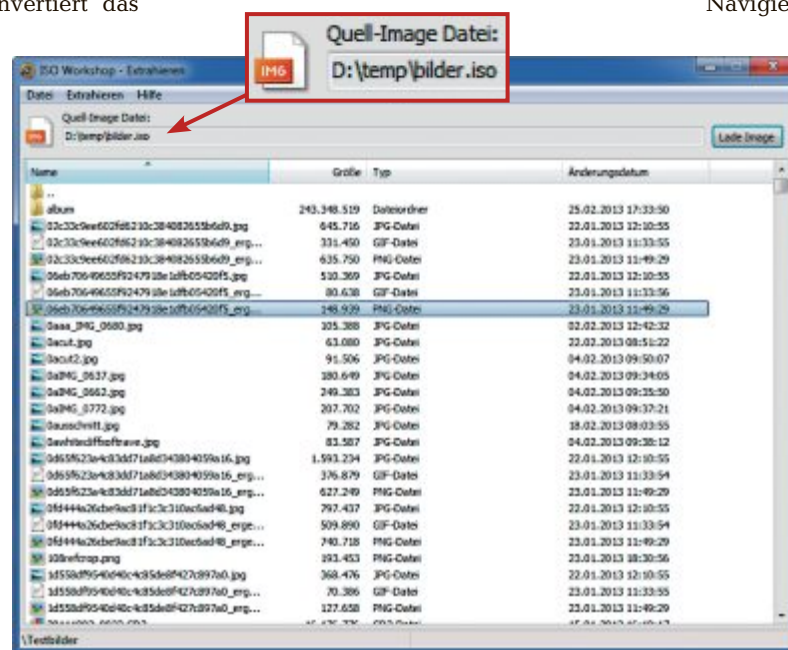 nvertiert das
Navigie
Quell-Image Datei:
IMG
D:\temp\bilder.iso
ISO Workshop - Extrahieren
Datei Extrahieren Hilfe
Quell-Image Datei:
D:\temp\bilder.iso
Lade Image
Name Größe Typ Änderungsdatum
..
album 243.348.519 Dateiordner 25.02.2013 17:33:50
645.716 JPG-Datei 22.01.2013 12:10:55
331.450 GIF-Datei 23.01.2013 11:33:55
635.750 PNG-Datei 23.01.2013 11:49:29
510.369 JPG-Datei 22.01.2013 12:10:55
80.638 GIF-Datei 23.01.2013 11:33:56
148.939 PNG-Datei 23.01.2013 11:49:29
0aaa_IMG_0680.jpg 105.388 JPG-Datei 02.02.2013 12:42:32
0acut.jpg 63.080 JPG-Datei 22.02.2013 08:51:22
0acut2.jpg 91.506 JPG-Datei 04.02.2013 09:50:07
0aIMG_0637.jpg 180.649 JPG-Datei 04.02.2013 09:34:05
0aIMG_0662.jpg 249.383 JPG-Datei 04.02.2013 09:35:50
0aIMG_0772.jpg 207.702 JPG-Datei 04.02.2013 09:37:21
0ausschnitt.jpg 79.282 JPG-Datei 18.02.2013 08:03:55
83.587 JPG-Datei 04.02.2013 09:38:12
1.593.234 JPG-Datei 22.01.2013 12:10:55
376.879 GIF-Datei 23.01.2013 11:33:54
627.249 PNG-Datei 23.01.2013 11:49:29
797.437 JPG-Datei 22.01.2013 12:10:55
509.890 GIF-Datei 23.01.2013 11:33:54
740.718 PNG-Datei 23.01.2013 11:49:29
108refcrop.png 193.453 PNG-Datei 23.01.2013 18:30:56
368.476 JPG-Datei 22.01.2013 12:10:55
70.386 GIF-Datei 23.01.2013 11:33:55
127.658 PNG-Datei 23.01.2013 11:49:29
\Testbilder